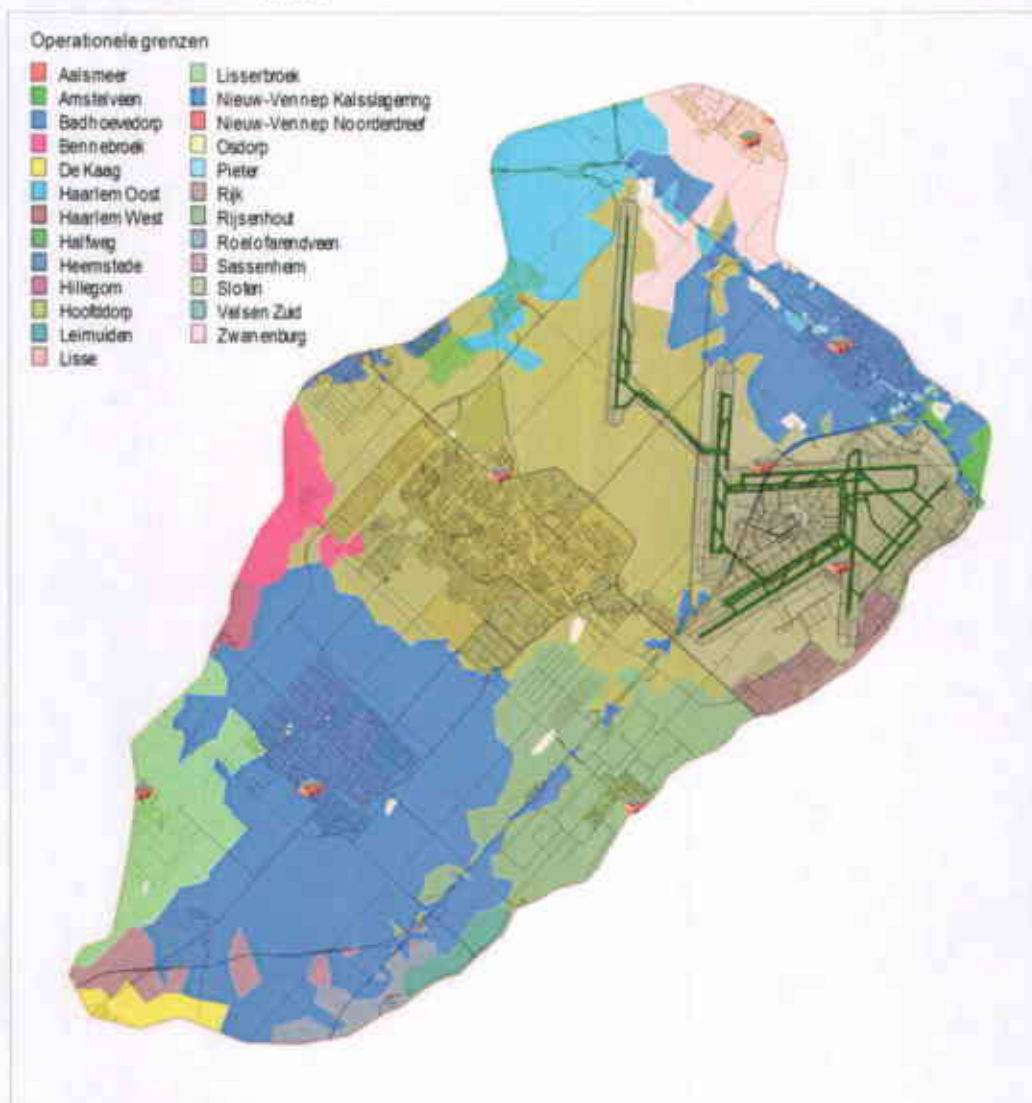 Operationele grenzen
Aalsmeer
Amstelveen
Badhoevedorp
Bennebroek
De Kaag
Haarlem Oost
Haarlem West
Halfweg
Heemstede
Hillegom
Hoofddorp
Leimuiden
Lisse
Lisserbroek
Nieuw-Vennep Kalsslagerring
Nieuw-Vennep Noorderdreef
Osdorp
Pieter
Rijk
Rijsenhout
Roelofarendveen
Sassenheim
Sloten
Velsen Zuid
Zwanenburg